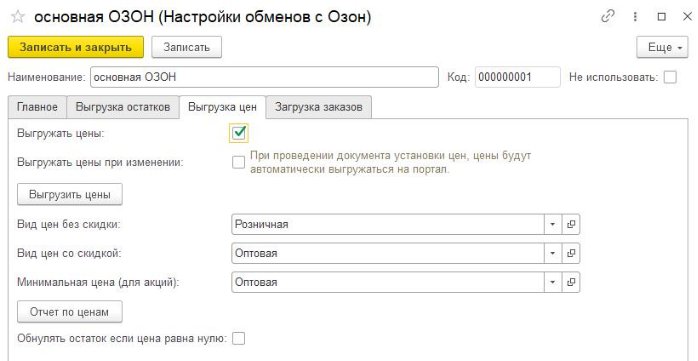 основная ОЗОН (Настройки обменов с Озон)
Записать и закрыть Записать Еще
Наименование: основная ОЗОН Код: 000000001 Не использовать:
Главное Выгрузка остатков Выгрузка цен Загрузка заказов
Выгружать цены:
Выгружать цены при изменении: При проведении документа установки цен, цены будут
автоматически выгружаться на портал.
Выгрузить цены
Вид цен без скидки: Розничная
Вид цен со скидкой: Оптовая
Минимальная цена (для акций): Оптовая
Отчет по ценам
Обнулять остаток если цена равна нулю: